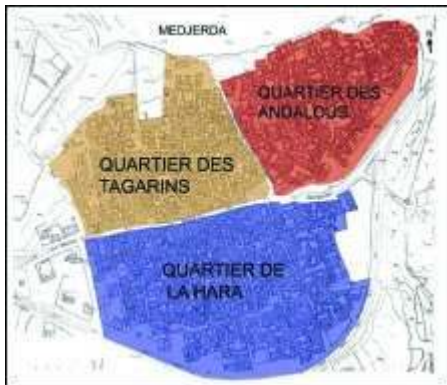 MEDJERDA
QUARTIER DES
ANDALOUS
QUARTIER DES
TAGARINS
QUARTIER DE
LA HARA